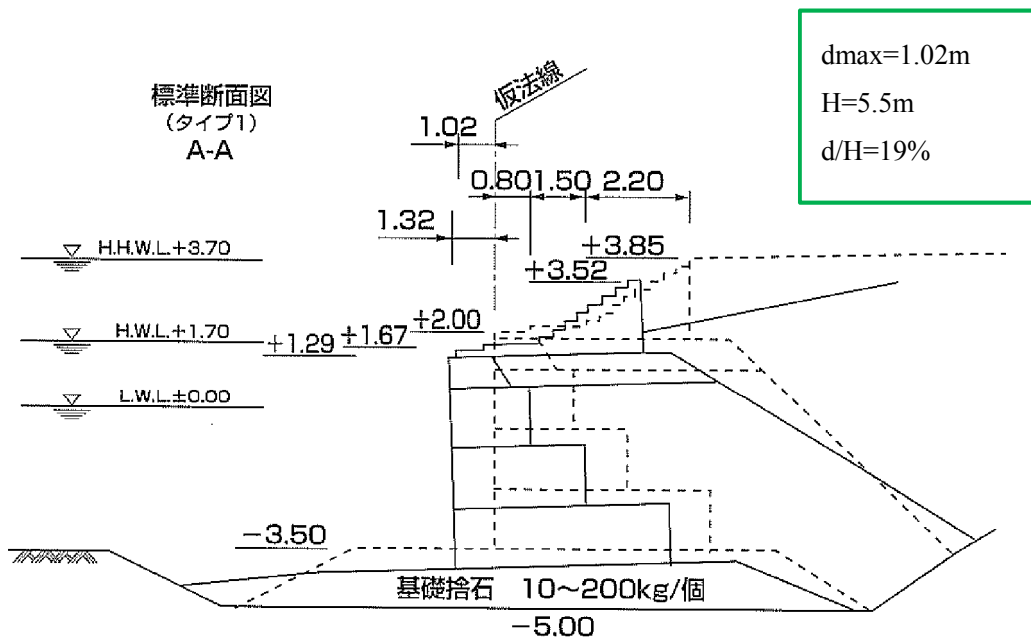 標準断面図
(タイプ1)
A-A
仮法線
dmax=1.02m
H=5.5m
d/H=19%
1.02
0.80 1.50 2.20
1.32
H.H.W.L.+3.70
+3.85
+3.52
H.W.L.+1.70
+2.00
+1.67
+1.29
L.W.L.±0.00
−3.50
基礎捨石 10〜200kg/個
−5.00